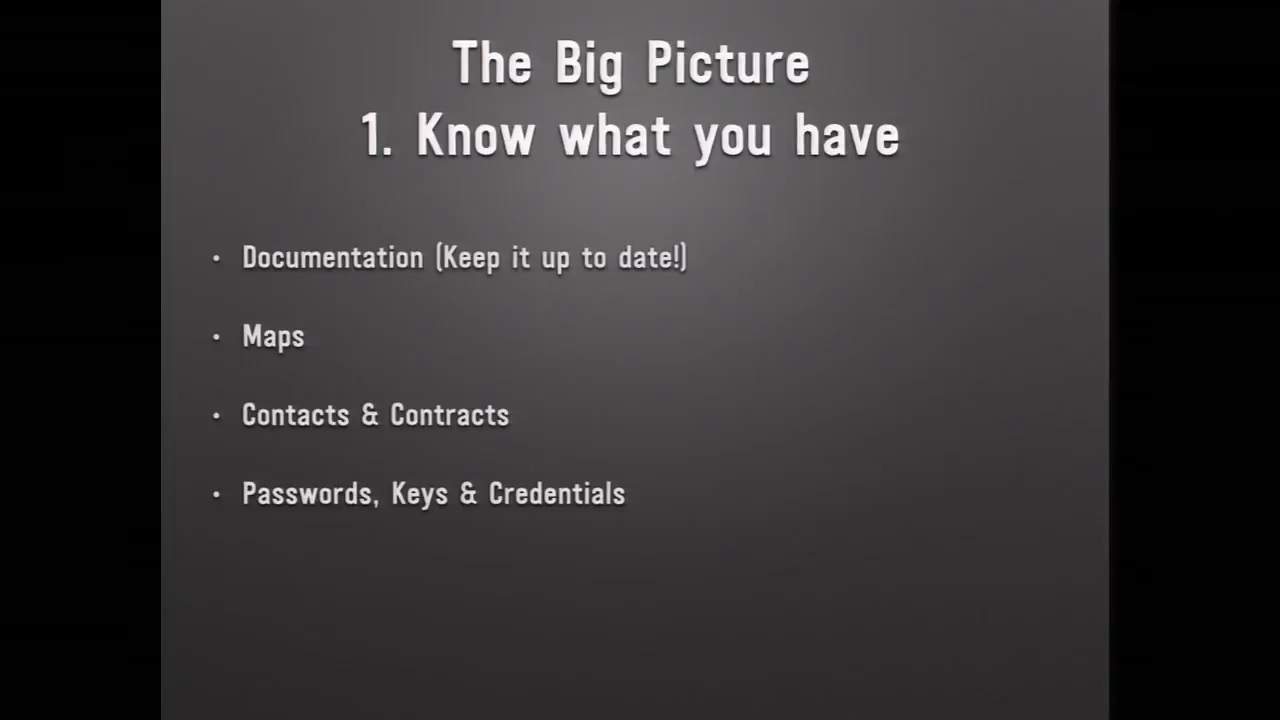 The Big Picture
1. Know what you have
• Documentation (Keep it up to date!)
• Maps
• Contacts & Contracts
• Passwords, Keys & Credentials